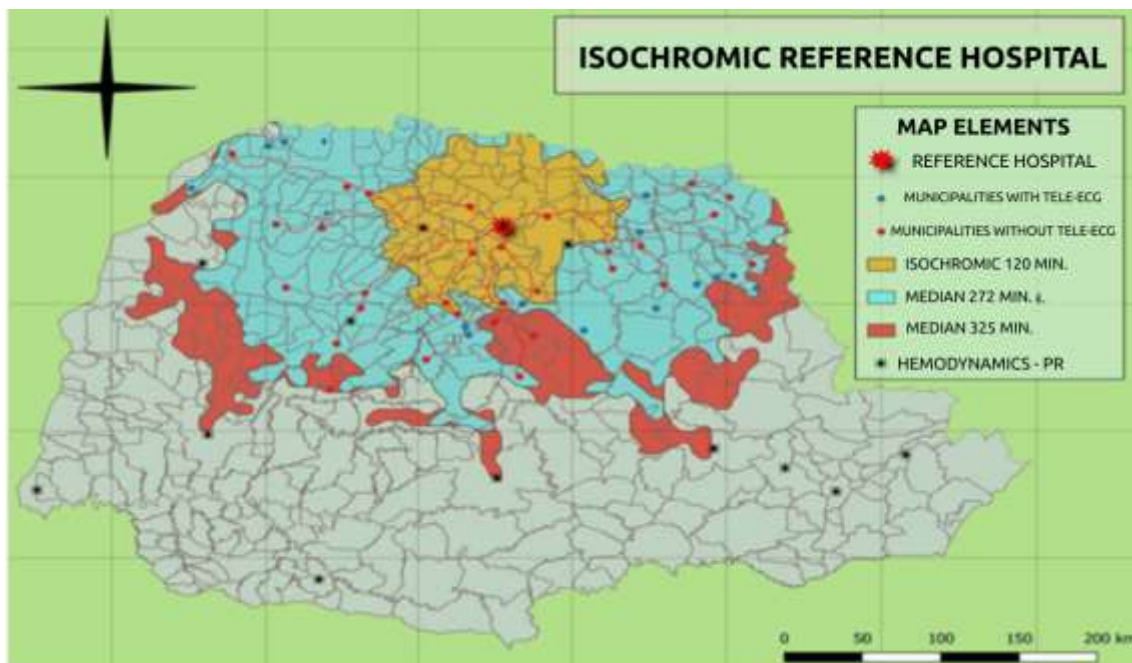 ISOCHROMIC REFERENCE HOSPITAL
MAP ELEMENTS
REFERENCE HOSPITAL
MUNICIPALITIES WITH TELE-ECG
MUNICIPALITIES WITHOUT TELE-ECG
ISOCHROMIC 120 MIN.
MEDIAN 272 MIN.
MEDIAN 325 MIN.
HEMODYNAMICS - PR
0 50 100 150 200 km